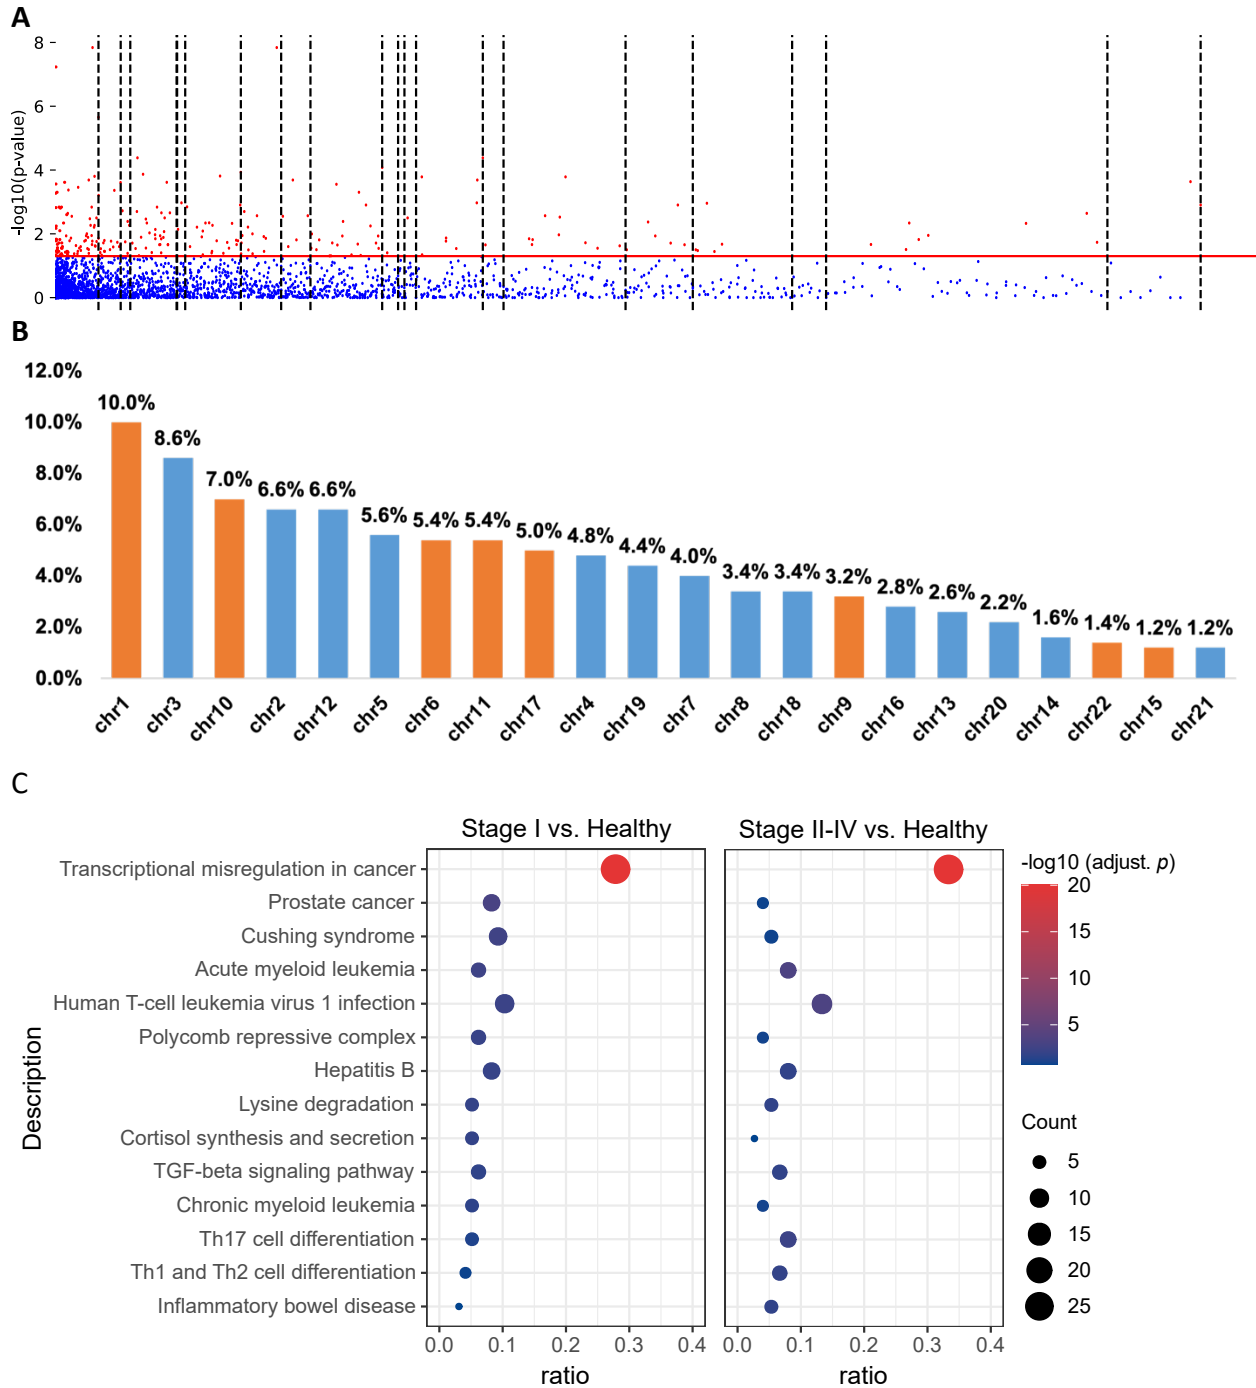 A
8
6
4
2
0
-log10(p-value)
B
12.0%
10.0%
8.0%
6.0%
4.0%
2.0%
0.0%
10.0% 8.6% 7.0% 6.6% 6.6% 5.6% 5.4% 5.4% 5.0% 4.8% 4.4% 4.0% 3.4% 3.4% 3.2% 2.8% 2.6% 2.2% 1.6% 1.4% 1.2% 1.2%
chr1 chr3 chr10 chr2 chr12 chr5 chr6 chr11 chr17 chr4 chr19 chr7 chr8 chr18 chr9 chr16 chr13 chr20 chr14 chr22 chr15 chr21
C
Stage I vs. Healthy
Stage II-IV vs. Healthy
Description
Transcriptional misregulation in cancer
Prostate cancer
Cushing syndrome
Acute myeloid leukemia
Human T-cell leukemia virus 1 infection
Polycomb repressive complex
Hepatitis B
Lysine degradation
Cortisol synthesis and secretion
TGF-beta signaling pathway
Chronic myeloid leukemia
Th17 cell differentiation
Th1 and Th2 cell differentiation
Inflammatory bowel disease
0.0 0.1 0.2 0.3 0.4
0.0 0.1 0.2 0.3 0.4
ratio
ratio
-log10 (adjust. p)
20
15
10
5
Count
5
10
15
20
25